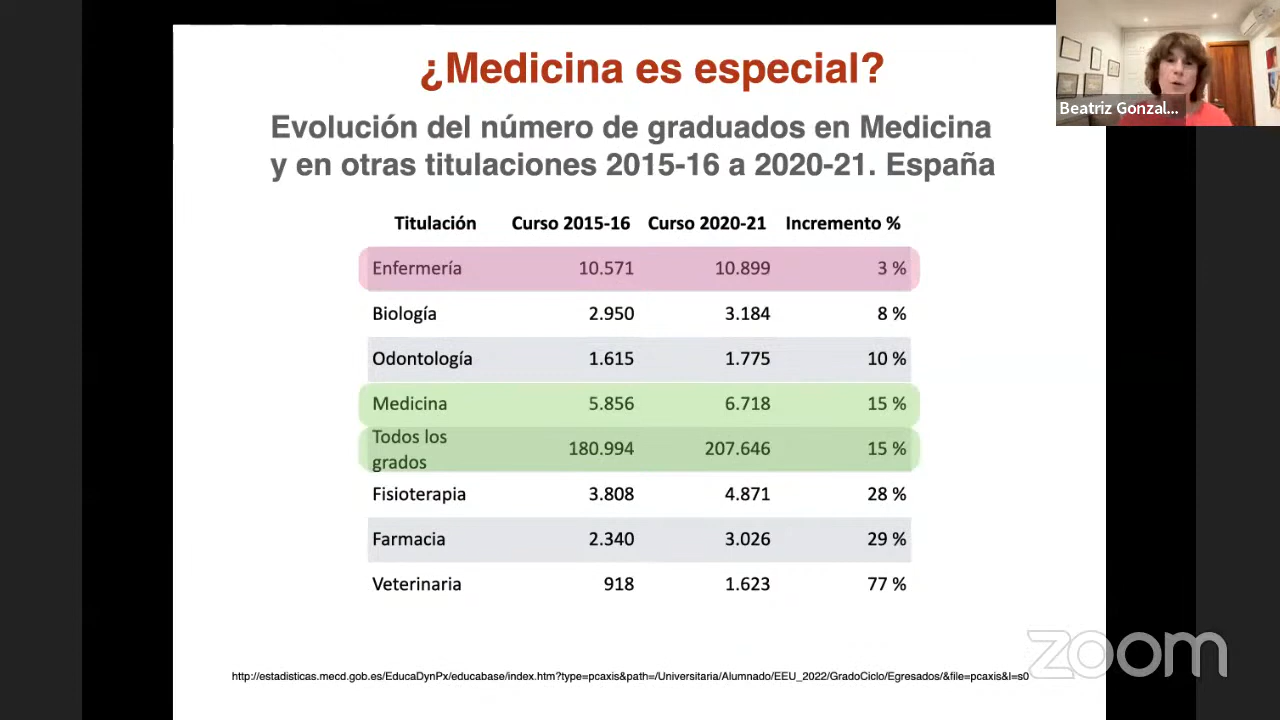 ¿Medicina es especial?
Evolución del número de graduados en Medicina
y en otras titulaciones 2015-16 a 2020-21. España
Titulación Curso 2015-16 Curso 2020-21 Incremento %
Enfermería 10.571 10.899 3 %
Biología 2.950 3.184 8 %
Odontología 1.615 1.775 10 %
Medicina 5.856 6.718 15 %
Todos los
grados 180.994 207.646 15 %
Fisioterapia 3.808 4.871 28 %
Farmacia 2.340 3.026 29 %
Veterinaria 918 1.623 77 %
http://estadisticas.mecd.gob.es/EducaDynPx/educabase/index.htm?type=pcaxis&path=/Universitaria/Alumnado/EEU_2022/GradoCiclo/Egresados/&file=pcaxis&l=s0
Beatriz Gonzal...
zoom